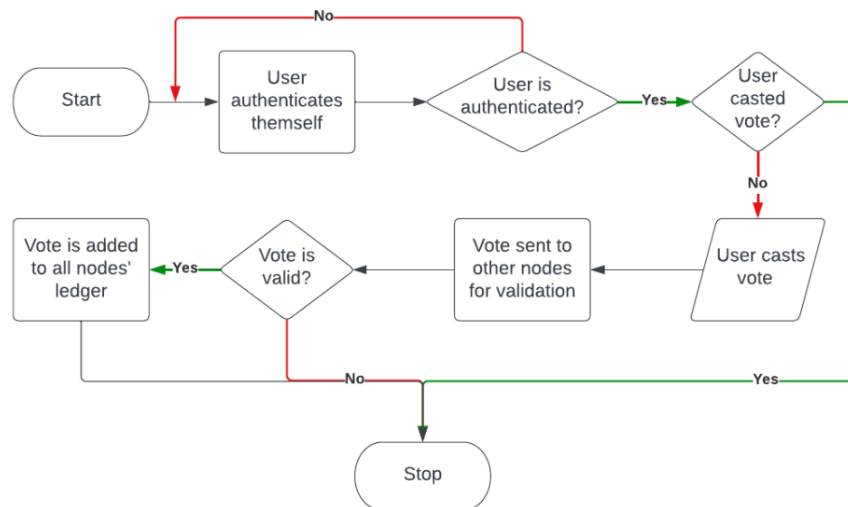 No
Start
User
authenticates
themself
User is
authenticated?
Yes
User
casted
vote?
No
Vote is added
to all nodes'
ledger
Yes
Vote is
valid?
Vote sent to
other nodes
for validation
User casts
vote
No
Yes
Stop